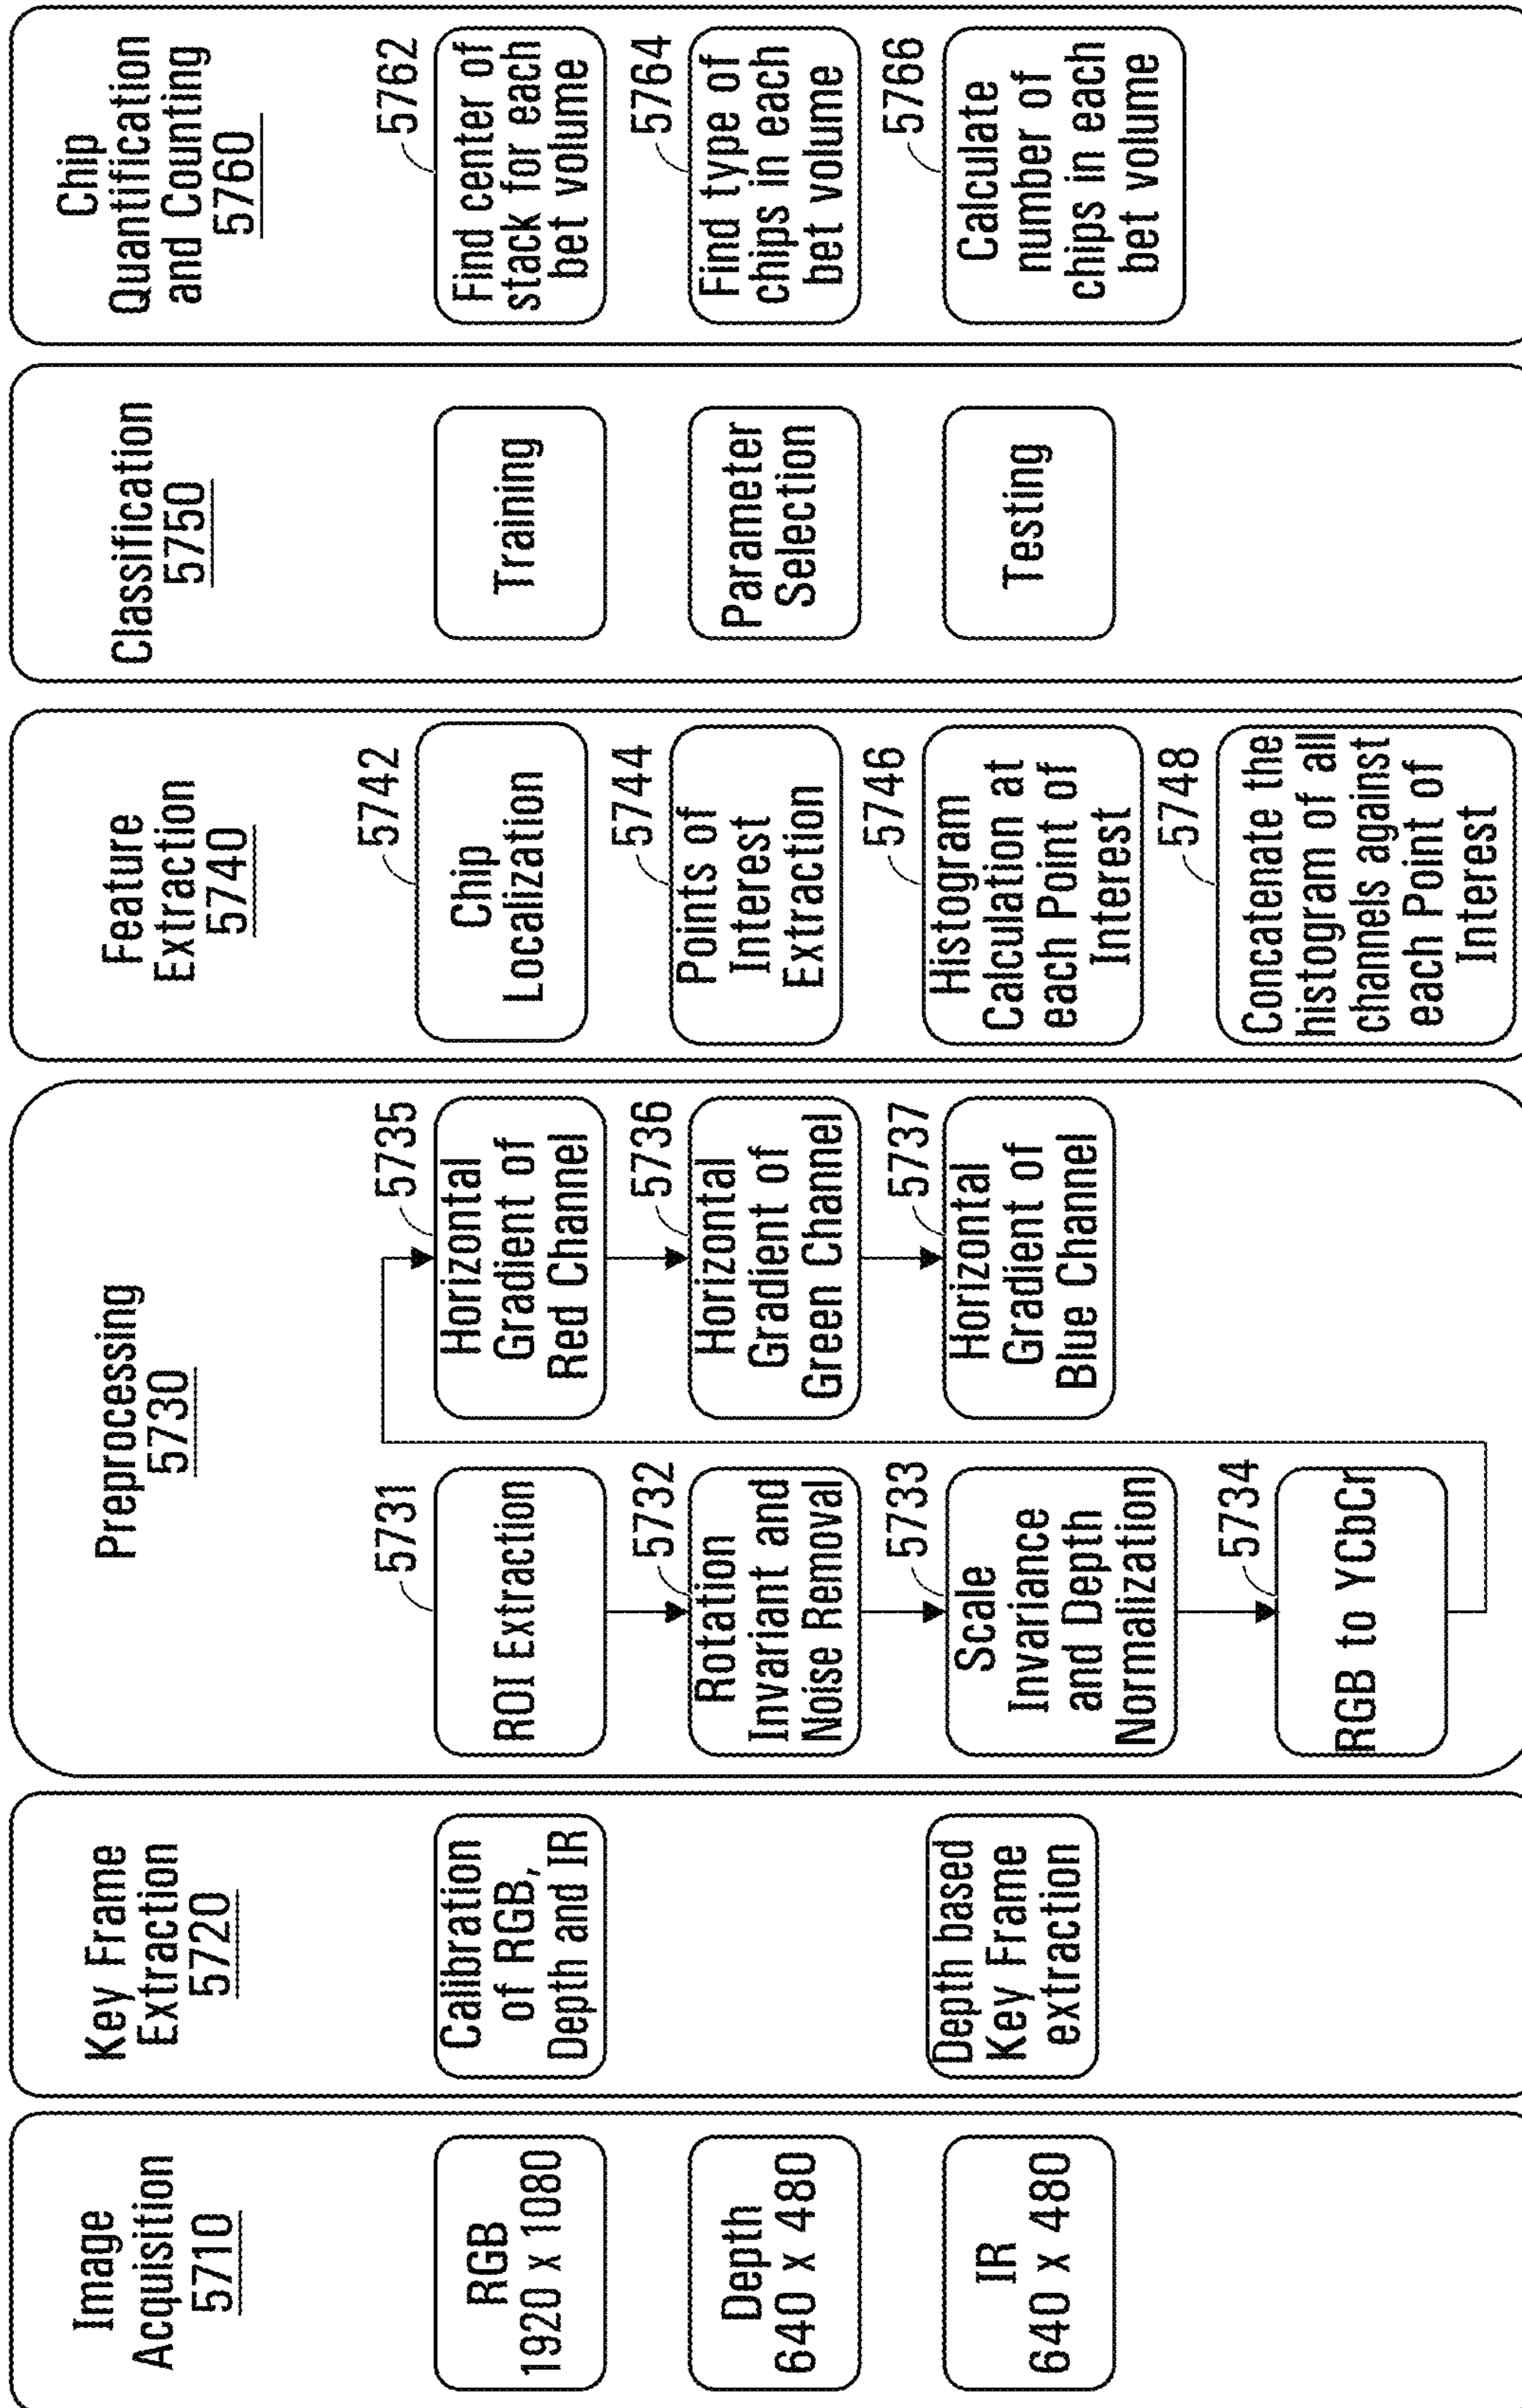 Image
Acquisition
5710
RGB
1920 x 1080
Depth
640 x 480
IR
640 x 480
Key Frame
Extraction
5720
Calibration
of RGB,
Depth and IR
Depth based
Key Frame
extraction
Preprocessing
5730
5731
ROI Extraction
5732
Rotation
Invariant and
Noise Removal
5733
Scale
Invariance
and Depth
Normalization
5734
RGB to YCbCr
5735
Horizontal
Gradient of
Red Channel
5736
Horizontal
Gradient of
Green Channel
5737
Horizontal
Gradient of
Blue Channel
Feature
Extraction
5740
5742
Chip
Localization
5744
Points of
Interest
Extraction
5746
Histogram
Calculation at
each Point of
Interest
5748
Concatenate the
histogram of all
channels against
each Point of
Interest
Classification
5750
Training
Parameter
Selection
Testing
Chip
Quantification
and Counting
5760
5762
Find center of
stack for each
bet volume
5764
Find type of
chips in each
bet volume
5766
Calculate
number of
chips in each
bet volume